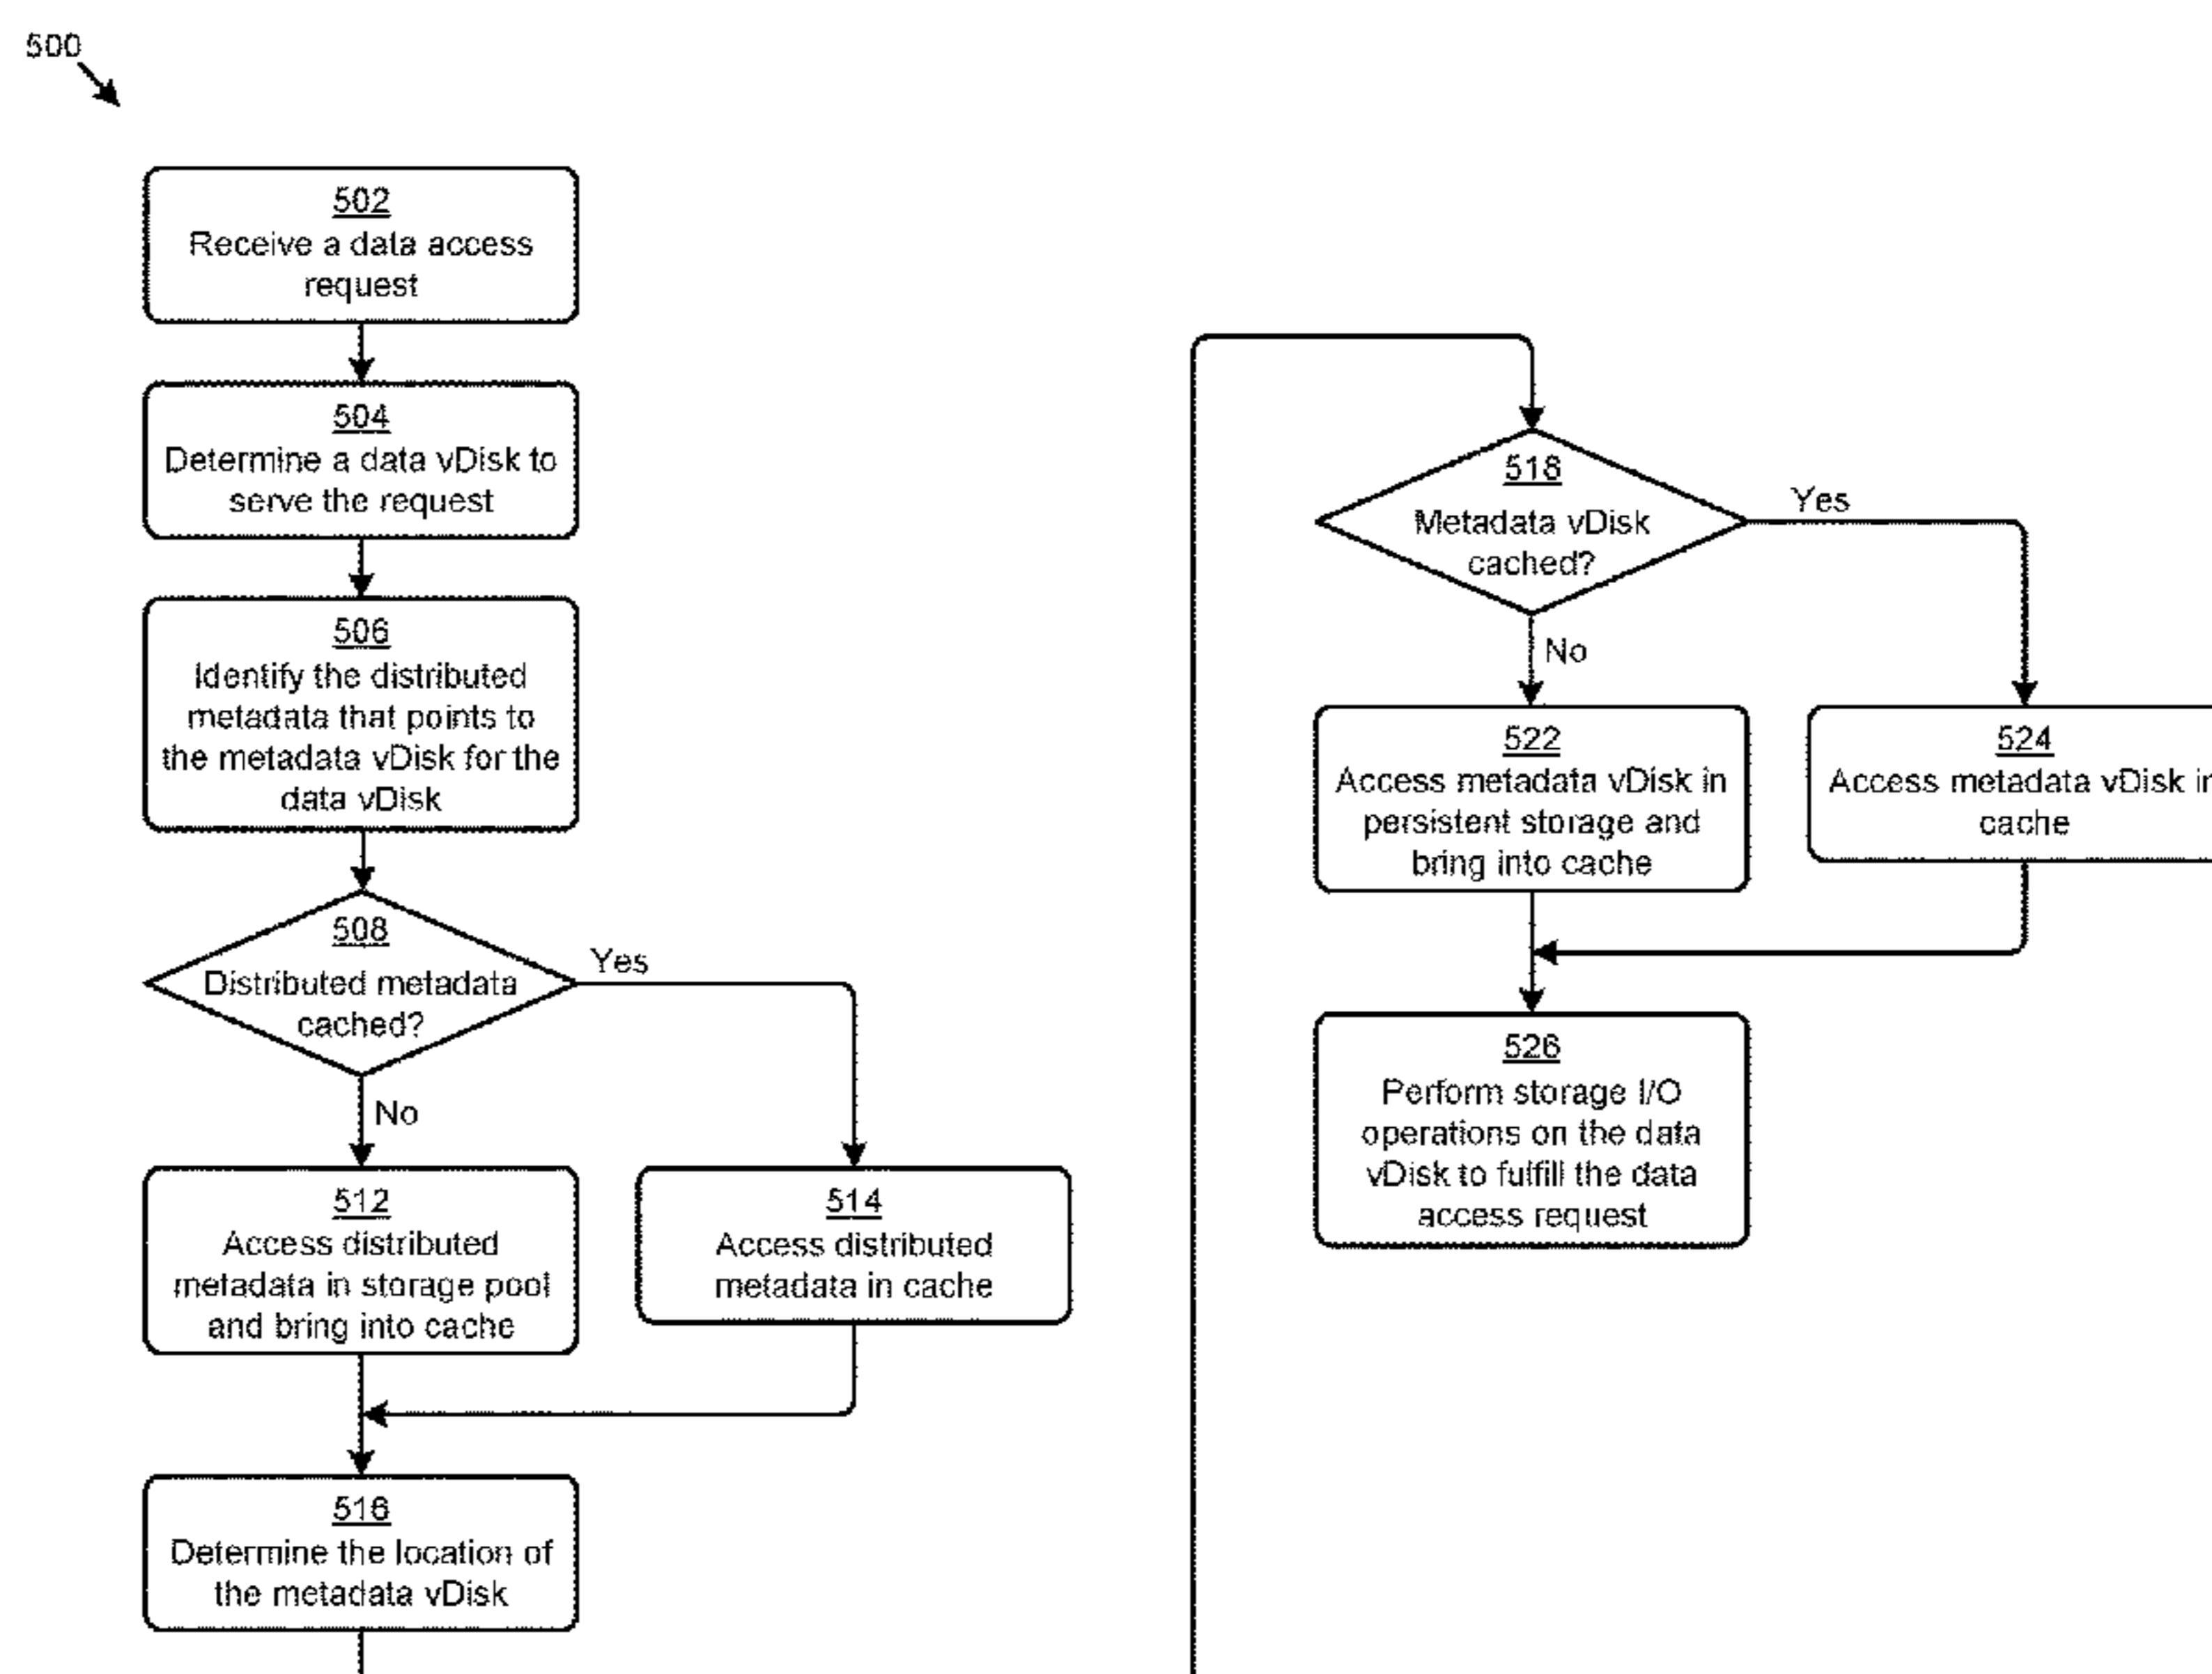 500
502
Receive a data access
request
504
Determine a data vDisk to
serve the request
506
Identify the distributed
metadata that points to
the metadata vDisk for the
data vDisk
508
Distributed metadata
cached?
Yes
No
512
Access distributed
metadata in storage pool
and bring into cache
514
Access distributed
metadata in cache
516
Determine the location of
the metadata vDisk
518
Metadata vDisk
cached?
Yes
No
522
Access metadata vDisk in
persistent storage and
bring into cache
524
Access metadata vDisk in
cache
526
Perform storage I/O
operations on the data
vDisk to fulfill the data
access request